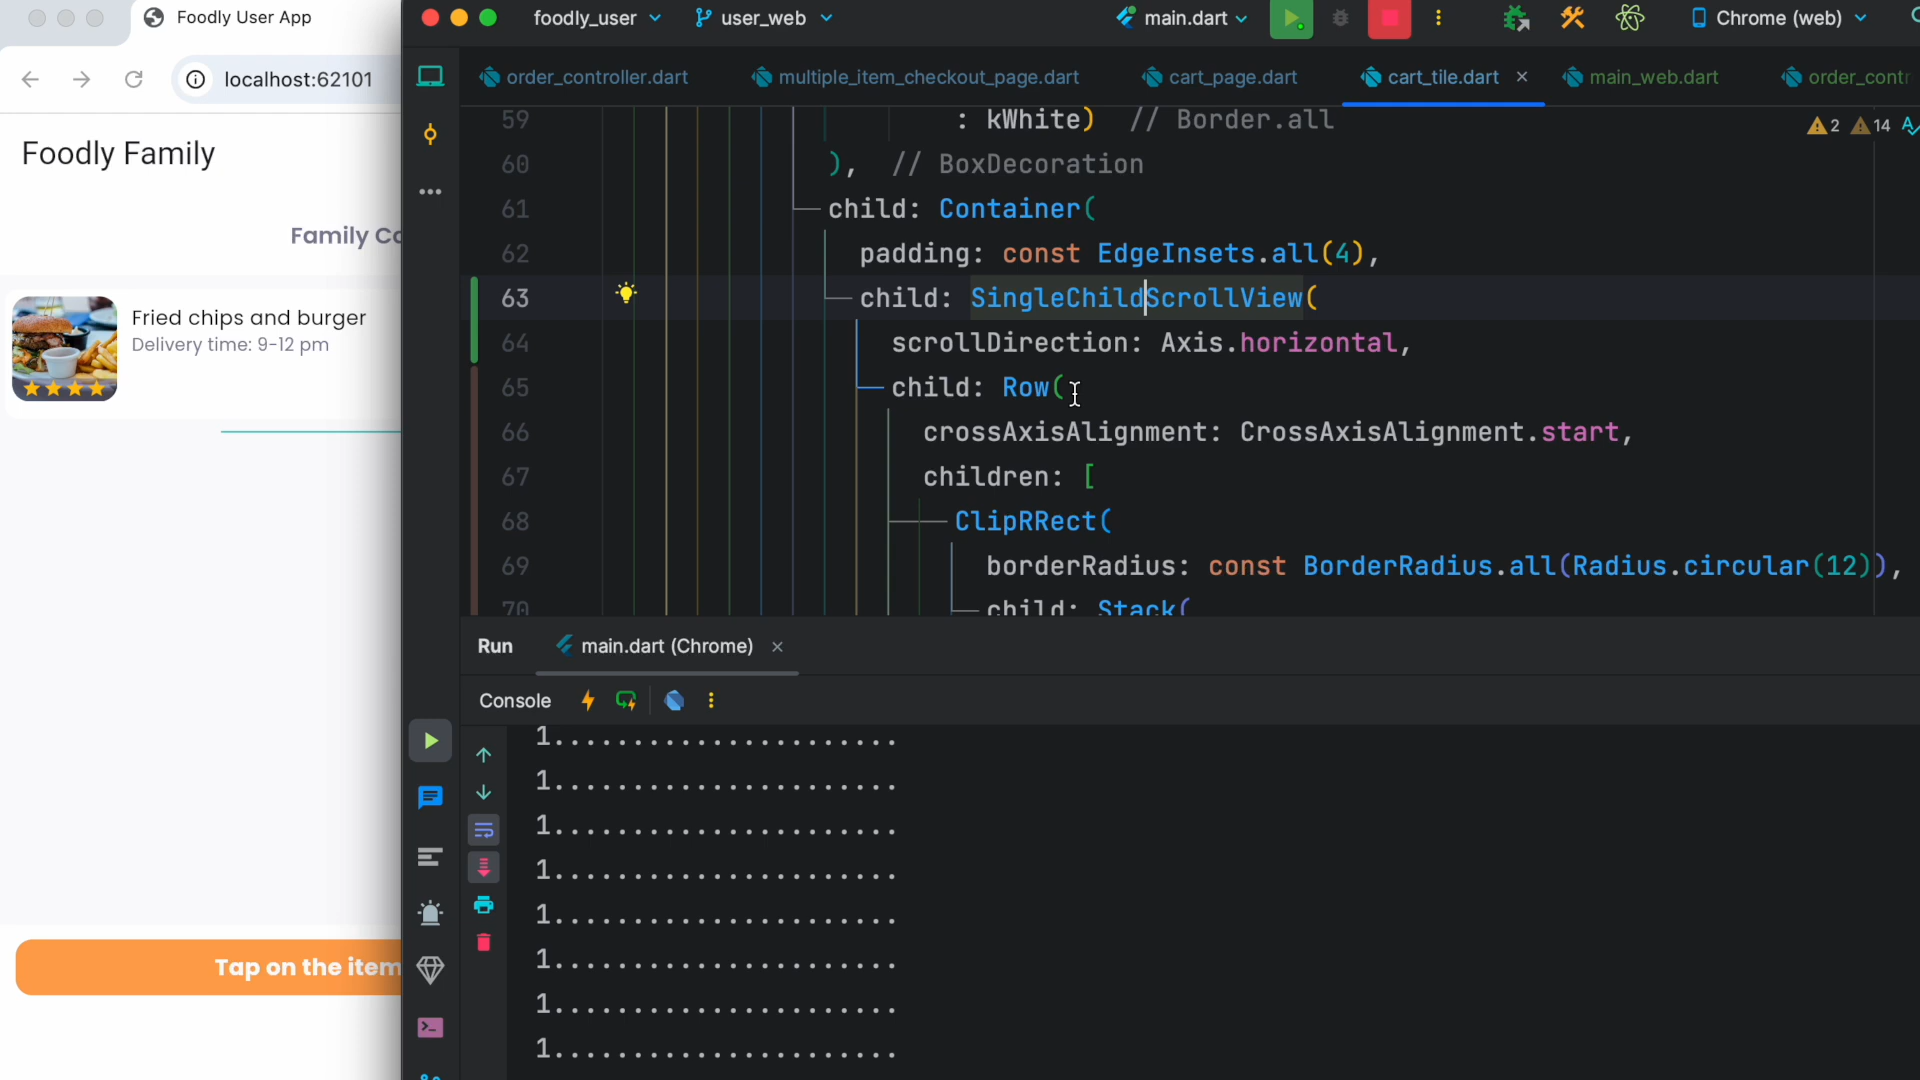 Foodly User App
localhost:62101
Foodly Family
Family Co
Fried chips and burger
Delivery time: 9-12 pm
Tap on the item
foodly_user
user_web
main.dart
Chrome (web)
order_controller.dart
multiple_item_checkout_page.dart
cart_page.dart
cart_tile.dart
main_web.dart
order_contr
59 : kWhite) // Border.all
60 ), // BoxDecoration
61 child: Container(
62 padding: const EdgeInsets.all(4),
63 child: SingleChildScrollView(
64 scrollDirection: Axis.horizontal,
65 child: Row(
66 crossAxisAlignment: CrossAxisAlignment.start,
67 children: [
68 ClipRRect(
69 borderRadius: const BorderRadius.all(Radius.circular(12)),
70 child: Stack(
2 14
Run
main.dart (Chrome)
Console
1......................
1......................
1......................
1......................
1......................
1......................
1......................
1......................